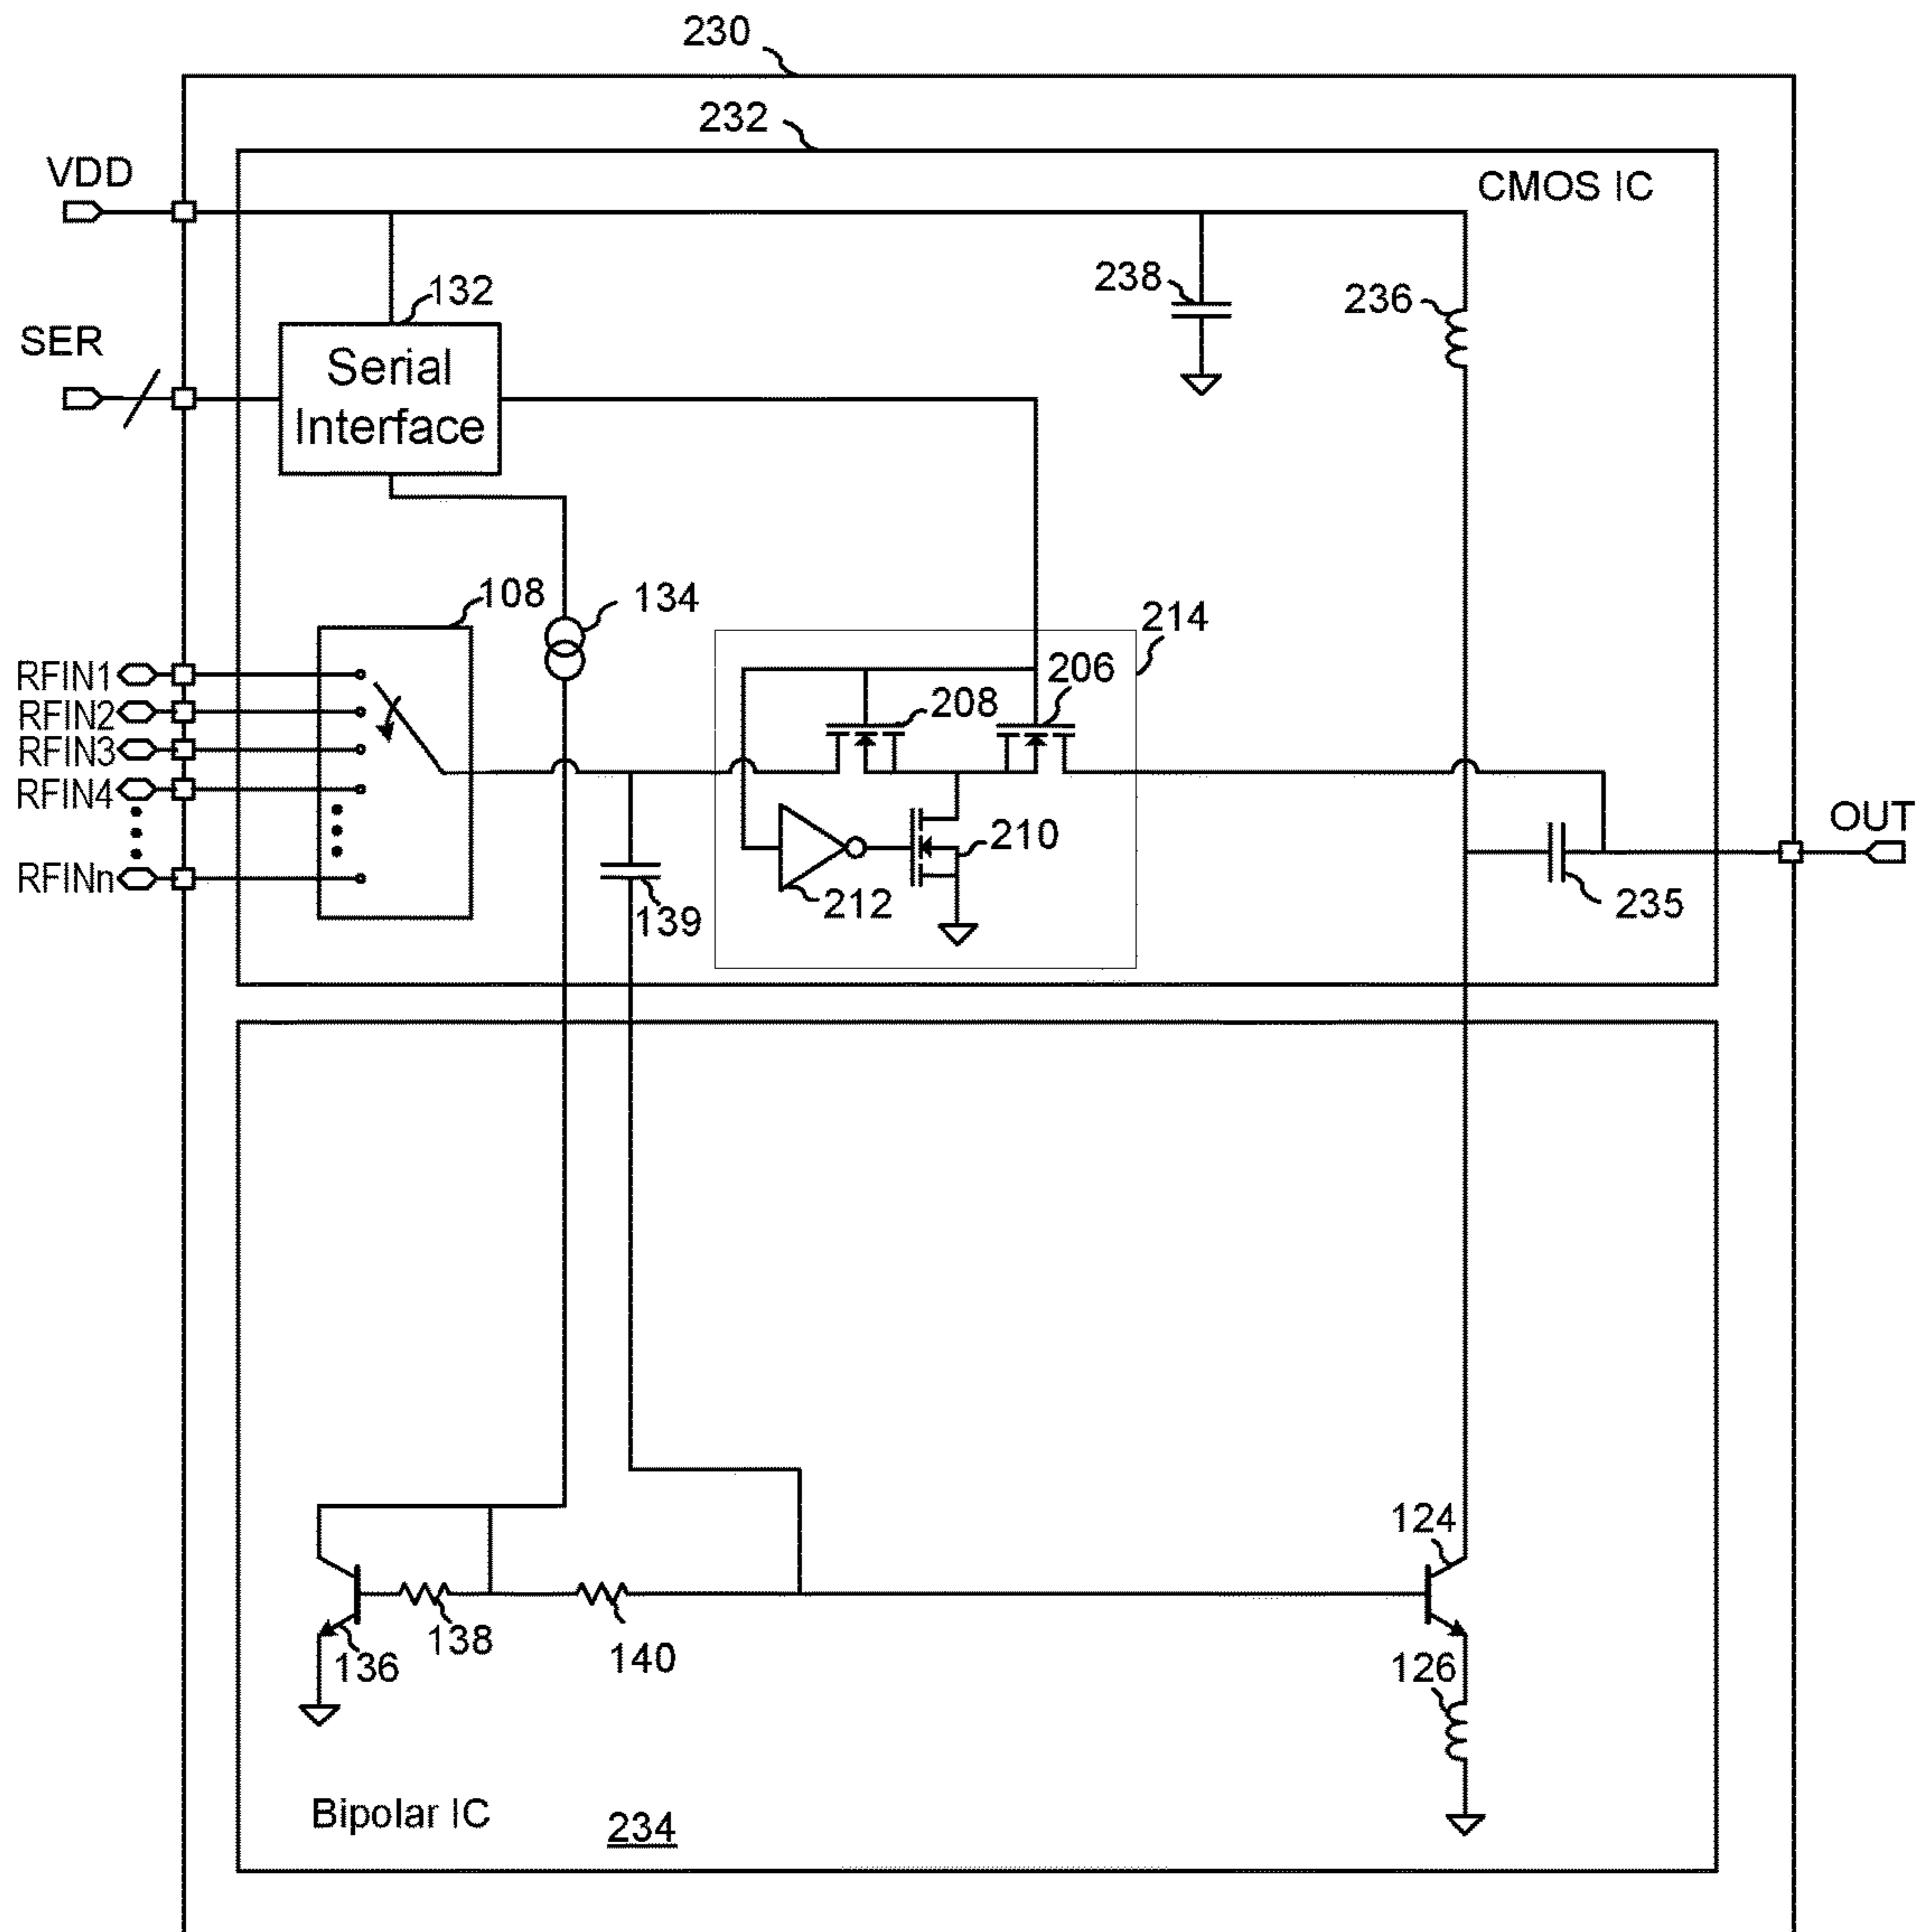 230
232
VDD
CMOS IC
238
236
132
SER
Serial
Interface
108
134
214
RFIN1
206
RFIN2
208
RFIN3
RFIN4
OUT
210
RFINn
212
139
235
124
138
140
136
126
Bipolar IC
234